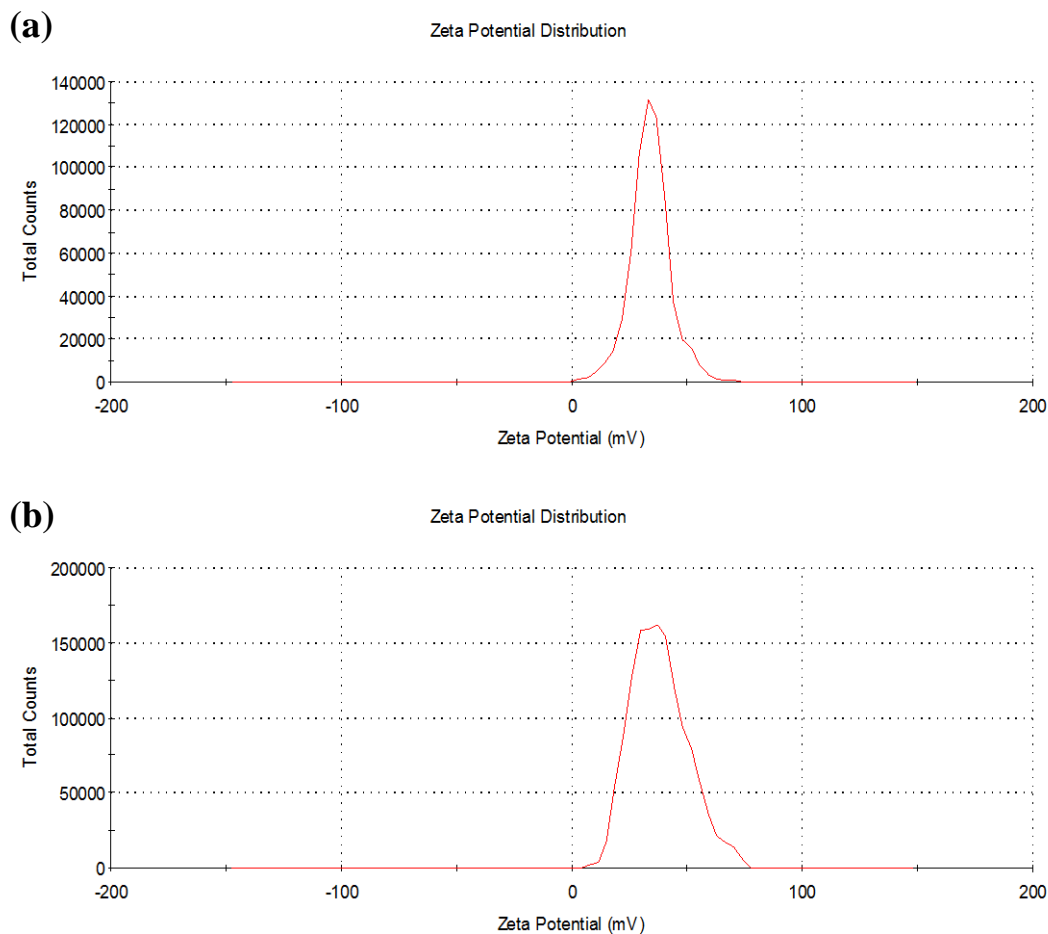 (a)
Zeta Potential Distribution
140000
120000
100000
80000
60000
40000
20000
0
Total Counts
-200 -100 0 100 200
Zeta Potential (mV)
(b)
Zeta Potential Distribution
200000
150000
100000
50000
0
Total Counts
-200 -100 0 100 200
Zeta Potential (mV)